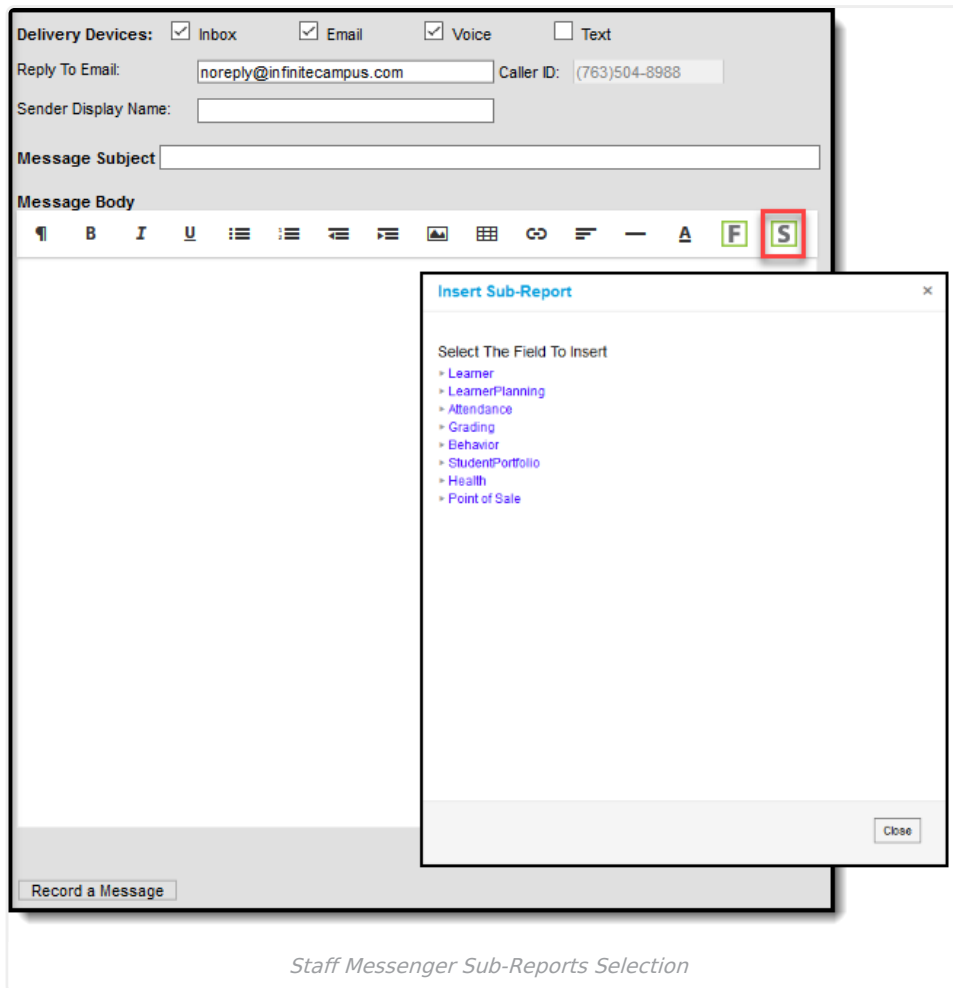 Delivery Devices: Inbox Email Voice Text
Reply To Email: noreply@infinitecampus.com Caller ID: (763)504-8988
Sender Display Name:
Message Subject
Message Body
¶ B I U A F S
Insert Sub-Report ×
Select The Field To Insert
Learner
LearnerPlanning
Attendance
Grading
Behavior
StudentPortfolio
Health
Point of Sale
Close
Record a Message
Staff Messenger Sub-Reports Selection